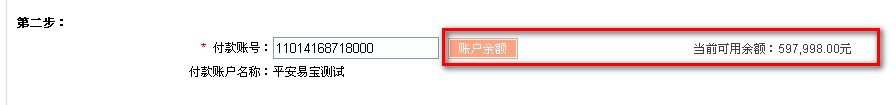 第二步：
* 付款账号：11014168718000 账户余额 当前可用余额：597,998.00元
付款账户名称：平安易宝测试